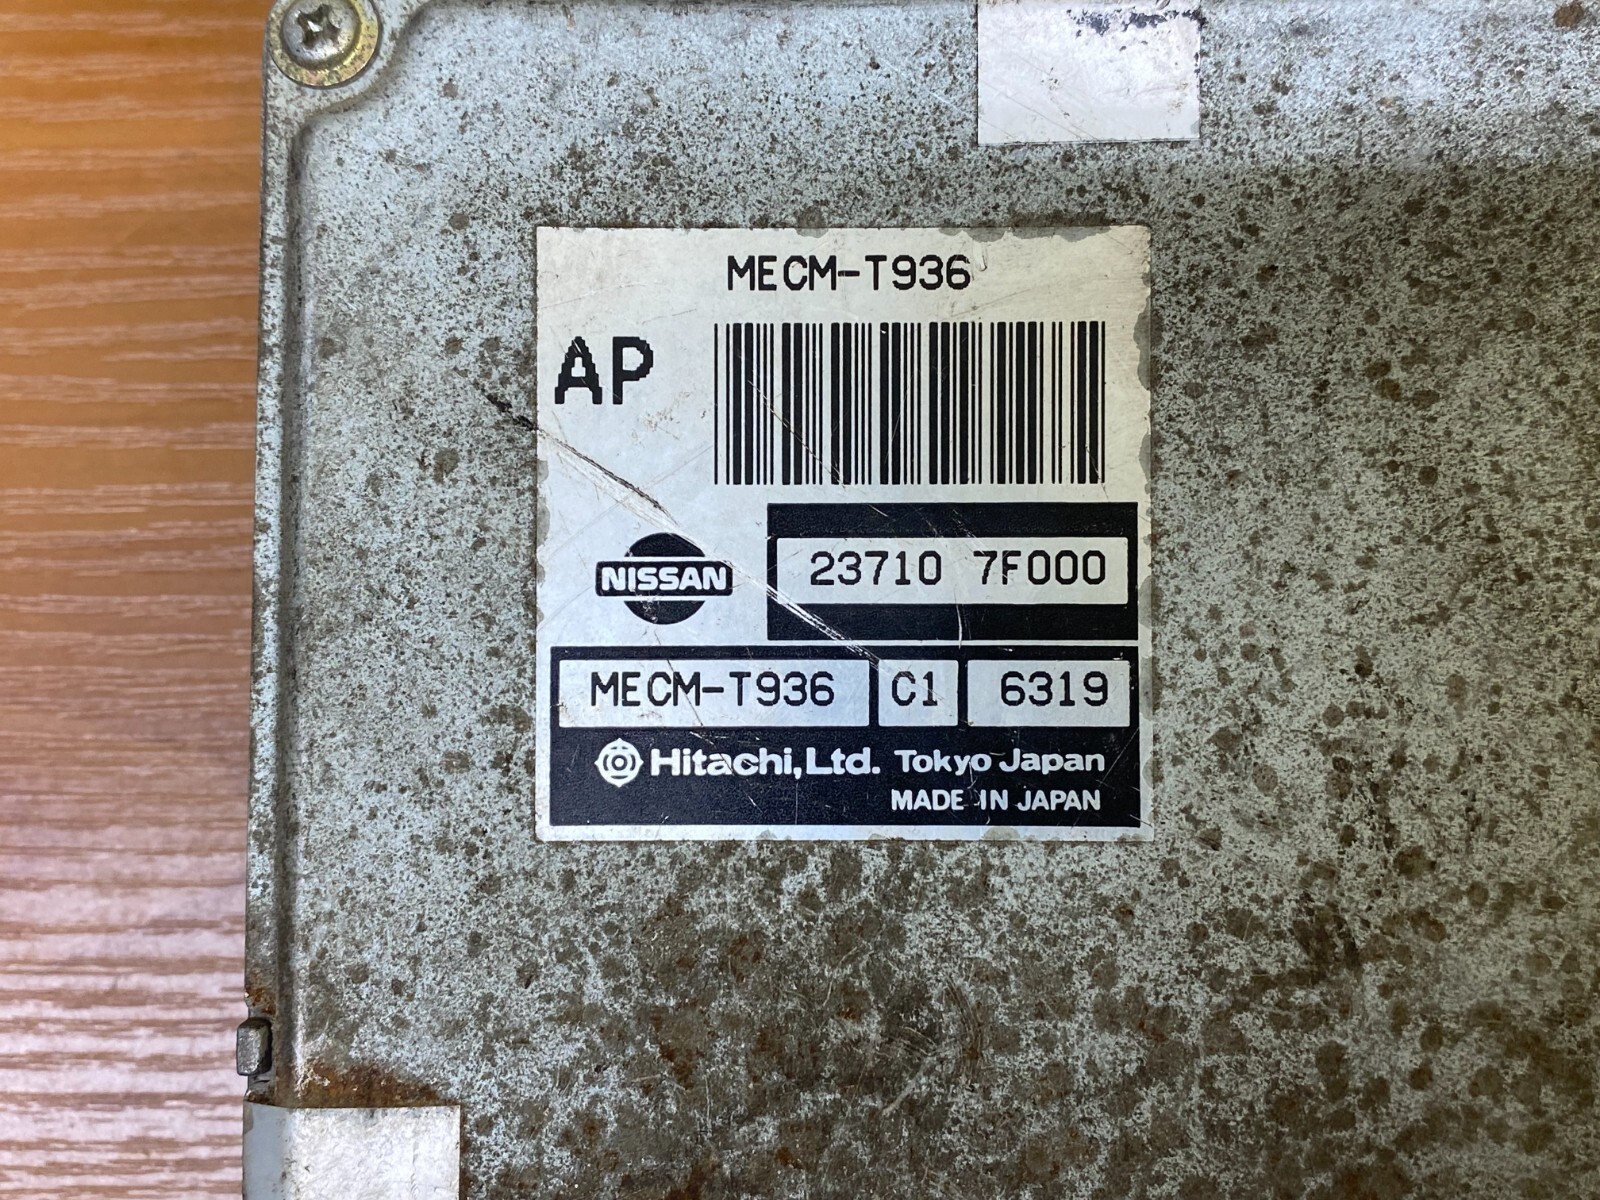 MECM-T936
AP
NISSAN
23710 7F000
MECM-T936 C1 6319
Hitachi, Ltd. Tokyo Japan
MADE IN JAPAN